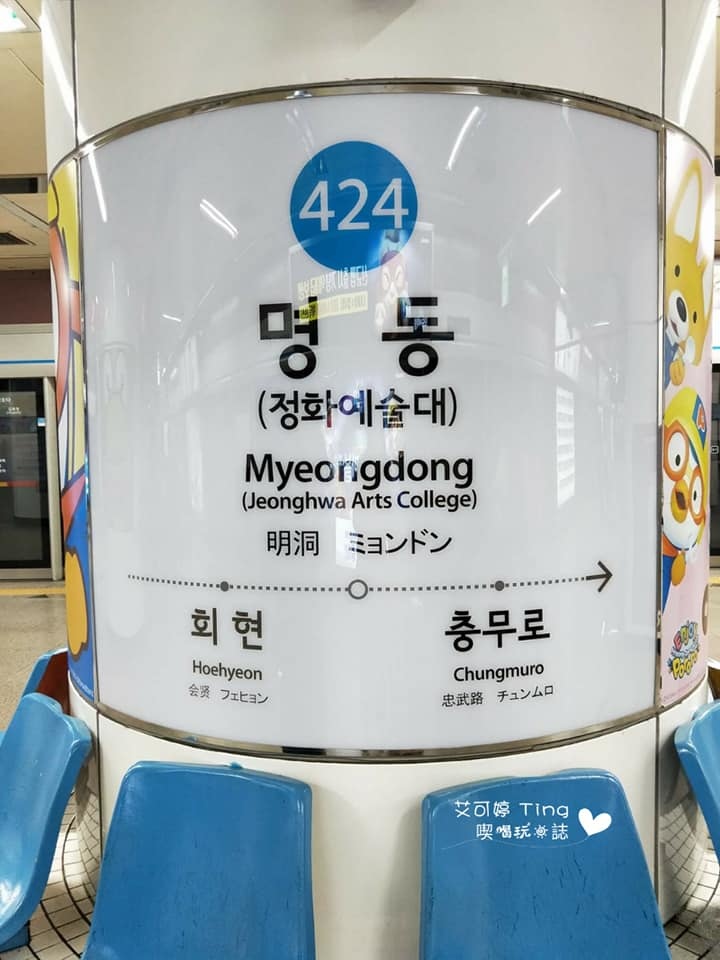 424
명 동
(정화예술대)
Myeongdong
(Jeonghwa Arts College)
明洞 ミョンドン
회 현
Hoehyeon
会贤 フェヒョン
충무로
Chungmuro
忠武路 チュンムロ
Enjoy
Pororo
艾可婷 Ting
喫喝玩樂誌